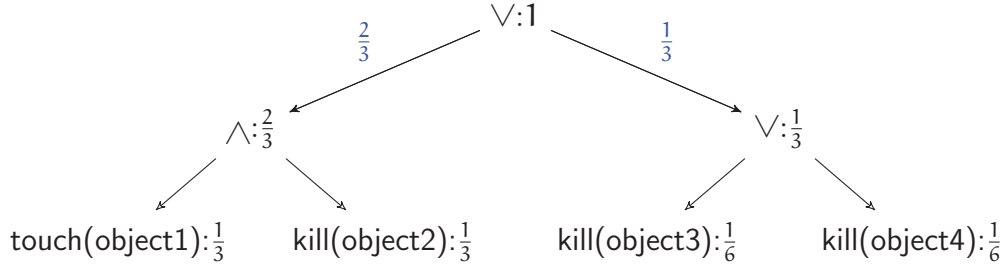 ∨:1
2/3 1/3
∧:2/3 ∨:1/3
touch(object1):1/3 kill(object2):1/3 kill(object3):1/6 kill(object4):1/6